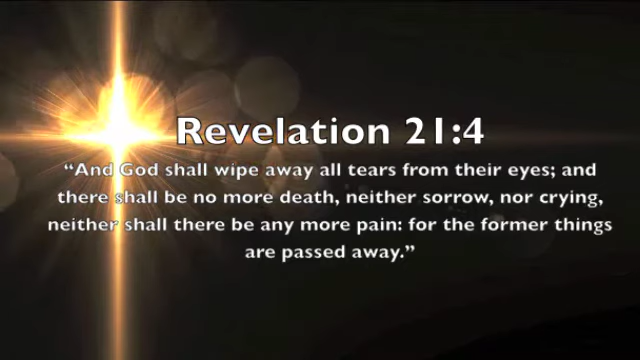 Revelation 21:4
“And God shall wipe away all tears from their eyes; and
there shall be no more death, neither sorrow, nor crying,
neither shall there be any more pain: for the former things
are passed away.”